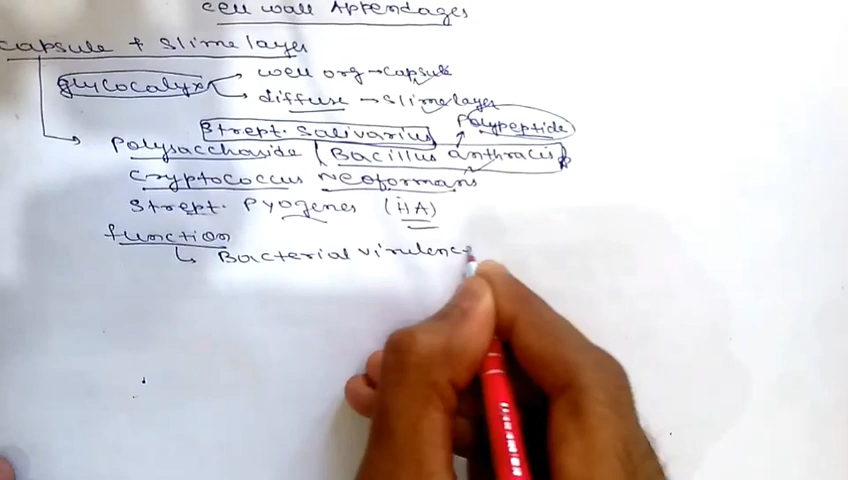 Cell wall Appendages
Capsule + Slime layer
glycocalyx → well org → capsule
→ diffuse → slime layer
Polypeptide
Strept. Salivarius
Polysaccharide (Bacillus anthracis)
Cryptococcus Neoformans
Strept. Pyogenes (HA)
function
↳ Bacterial virulenc